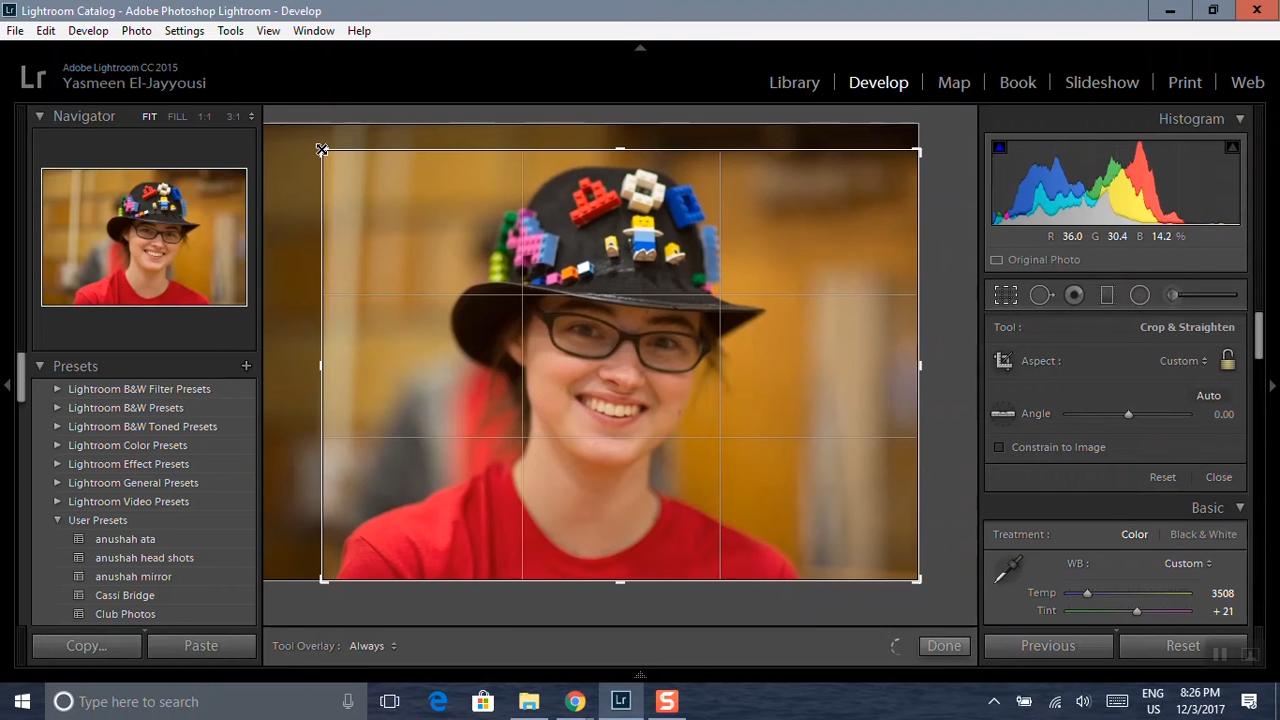 Lr Lightroom Catalog - Adobe Photoshop Lightroom - Develop
File Edit Develop Photo Settings Tools View Window Help
Lr Adobe Lightroom CC 2015
Yasmeen El-Jayyousi
Library Develop Map Book Slideshow Print Web
Navigator FIT FILL 1:1 3:1
Histogram
R 36.0 G 30.4 B 14.2 %
Original Photo
Tool : Crop & Straighten
Aspect : Custom
Auto
Angle 0.00
Constrain to Image
Reset Close
Presets
Lightroom B&W Filter Presets
Lightroom B&W Presets
Lightroom B&W Toned Presets
Lightroom Color Presets
Lightroom Effect Presets
Lightroom General Presets
Lightroom Video Presets
User Presets
anushah ata
anushah head shots
anushah mirror
Cassi Bridge
Club Photos
Basic
Treatment : Color Black & White
WB : Custom
Temp 3508
Tint + 21
Copy... Paste
Tool Overlay : Always
Done
Previous Reset
Type here to search
Lr
S
ENG
US
8:26 PM
12/3/2017